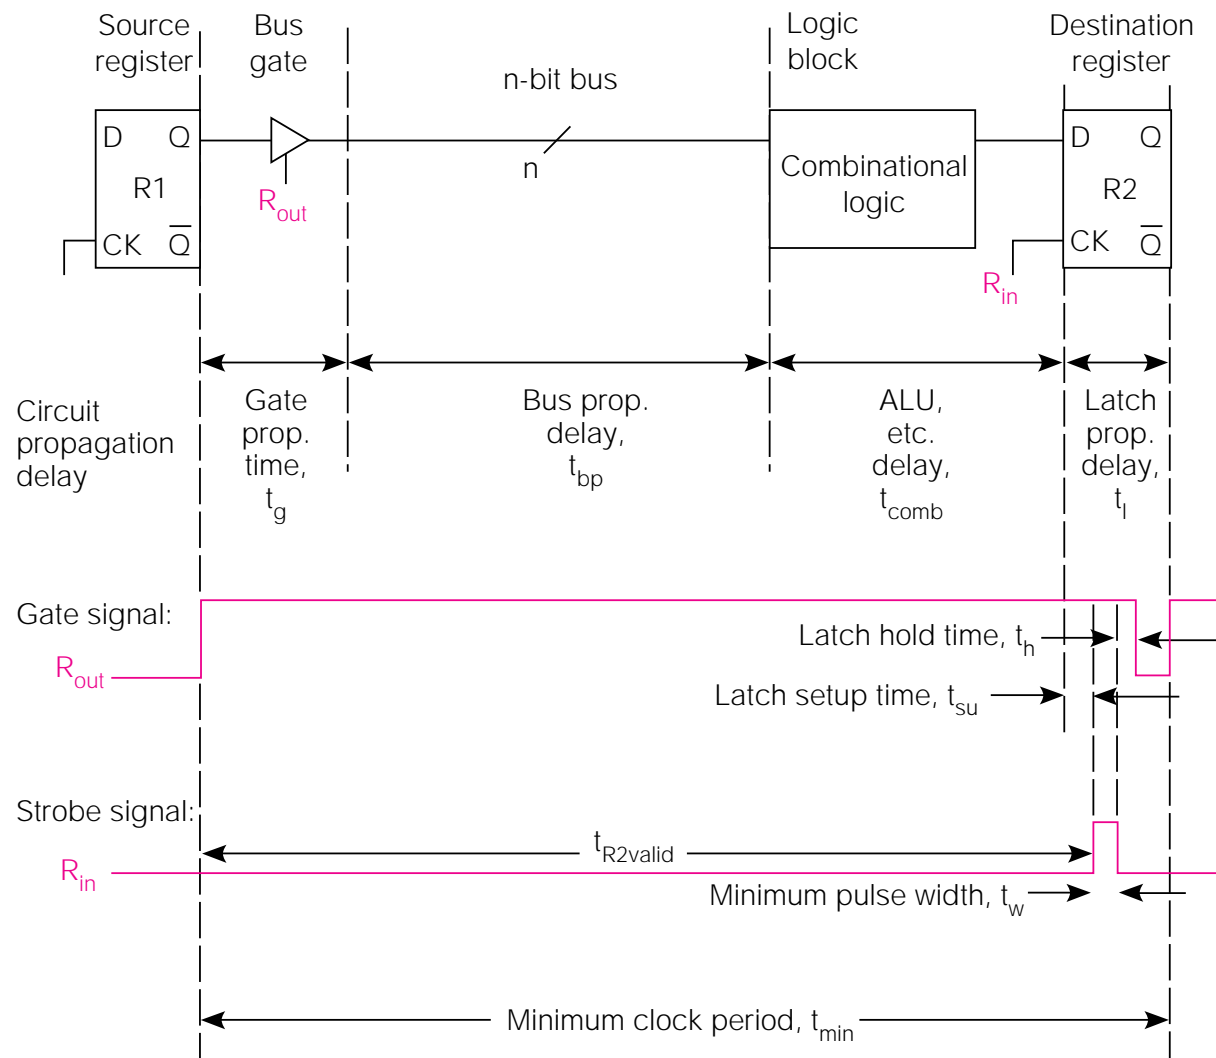 Source
register
Bus
gate
n-bit bus
Logic
block
Destination
register
D Q
R1
CK Q̅
R_out
n
Combinational
logic
D Q
R2
CK Q̅
R_in
Circuit
propagation
delay
Gate
prop.
time,
t_g
Bus prop.
delay,
t_bp
ALU,
etc.
delay,
t_comb
Latch
prop.
delay,
t_l
Gate signal:
R_out
Latch hold time, t_h
Latch setup time, t_su
Strobe signal:
R_in
t_R2valid
Minimum pulse width, t_w
Minimum clock period, t_min